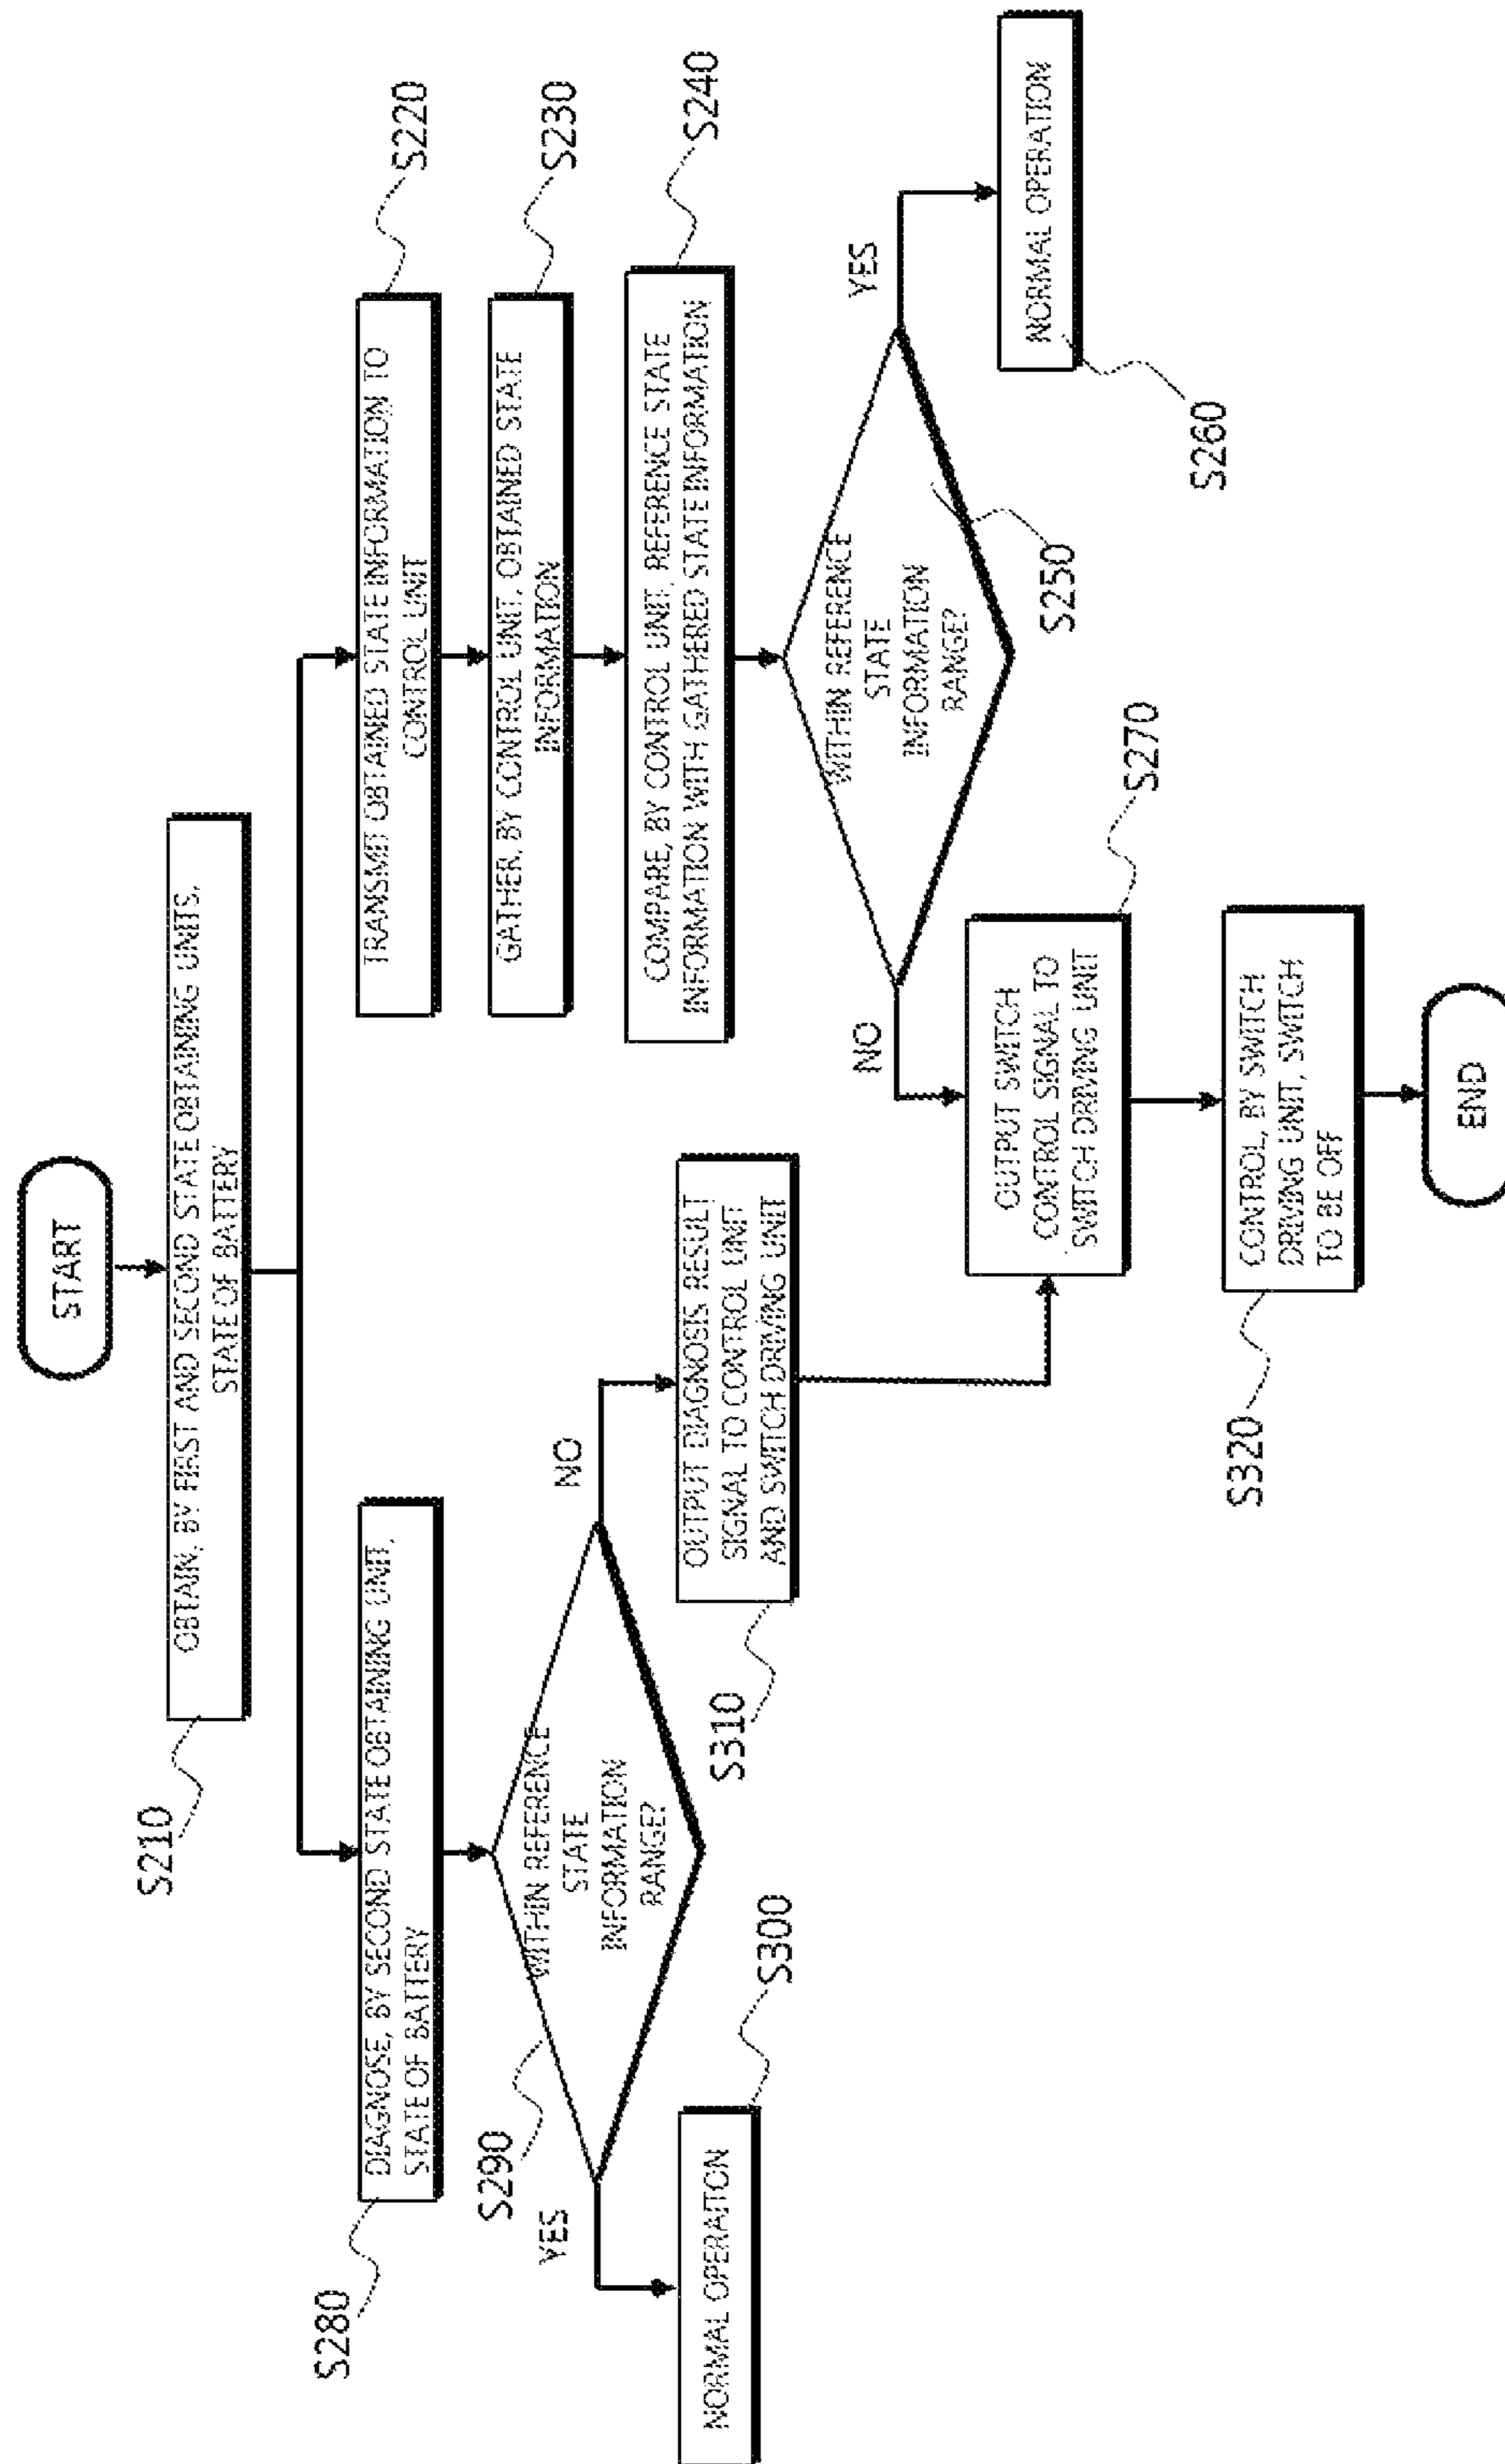 START
OBTAIN, BY FIRST AND SECOND STATE OBTAINING UNITS,
STATE OF BATTERY
S210
DIAGNOSE, BY SECOND STATE OBTAINING UNIT,
STATE OF BATTERY
S280
WITHIN REFERENCE
STATE
INFORMATION
RANGE?
S290
YES
NO
NORMAL OPERAITON
S300
OUTPUT DIAGNOSIS RESULT
SIGNAL TO CONTROL UNIT
AND SWITCH DRIVING UNIT
S310
TRANSMIT OBTAINED STATE INFORMATION TO
CONTROL UNIT
S220
GATHER, BY CONTROL UNIT, OBTAINED STATE
INFORMATION
S230
COMPARE, BY CONTROL UNIT, REFERENCE STATE
INFORMATION WITH GATHERED STATE INFORMATION
S240
WITHIN REFERENCE
STATE
INFORMATION
RANGE?
S250
NO
YES
NORMAL OPERATION
S260
OUTPUT SWITCH
CONTROL SIGNAL TO
SWITCH DRIVING UNIT
S270
CONTROL, BY SWITCH
DRIVING UNIT, SWITCH
TO BE OFF
S320
END